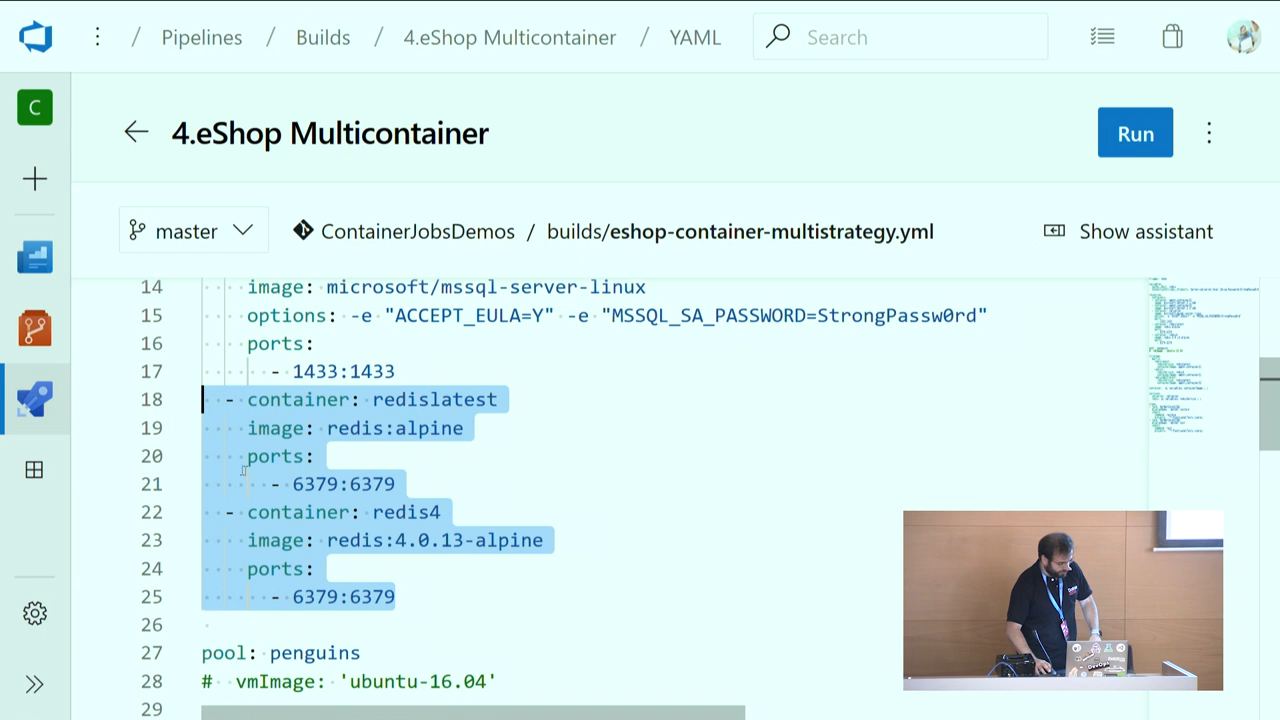 / Pipelines / Builds / 4.eShop Multicontainer / YAML Search
C
4.eShop Multicontainer
Run
master
ContainerJobsDemos / builds/eshop-container-multistrategy.yml
Show assistant
14 image: microsoft/mssql-server-linux
15 options: -e "ACCEPT_EULA=Y" -e "MSSQL_SA_PASSWORD=StrongPassw0rd"
16 ports:
17 - 1433:1433
18 - container: redislatest
19 image: redis:alpine
20 ports:
21 - 6379:6379
22 - container: redis4
23 image: redis:4.0.13-alpine
24 ports:
25 - 6379:6379
26
27 pool: penguins
28 # vmImage: 'ubuntu-16.04'
29
DevOps